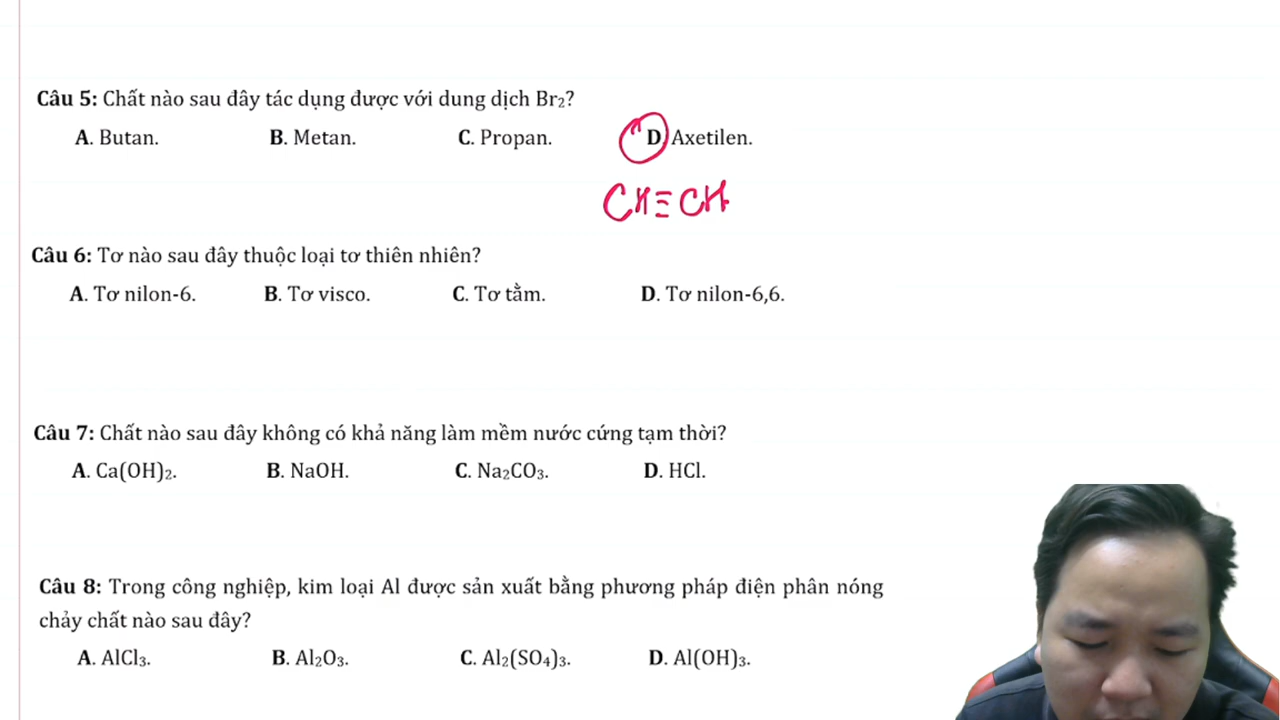 Câu 5: Chất nào sau đây tác dụng được với dung dịch Br₂?
A. Butan. B. Metan. C. Propan. D. Axetilen.
CH≡CH
Câu 6: Tơ nào sau đây thuộc loại tơ thiên nhiên?
A. Tơ nilon-6. B. Tơ visco. C. Tơ tằm. D. Tơ nilon-6,6.
Câu 7: Chất nào sau đây không có khả năng làm mềm nước cứng tạm thời?
A. Ca(OH)₂. B. NaOH. C. Na₂CO₃. D. HCl.
Câu 8: Trong công nghiệp, kim loại Al được sản xuất bằng phương pháp điện phân nóng
chảy chất nào sau đây?
A. AlCl₃. B. Al₂O₃. C. Al₂(SO₄)₃. D. Al(OH)₃.